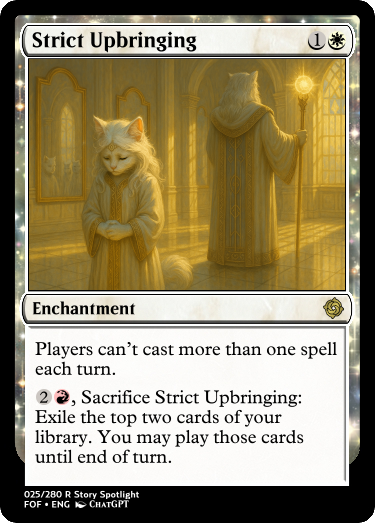 Strict Upbringing 1
Enchantment
Players can't cast more than one spell
each turn.
2, Sacrifice Strict Upbringing:
Exile the top two cards of your
library. You may play those cards
until end of turn.
025/280 R Story Spotlight
FOF • ENG ChatGPT